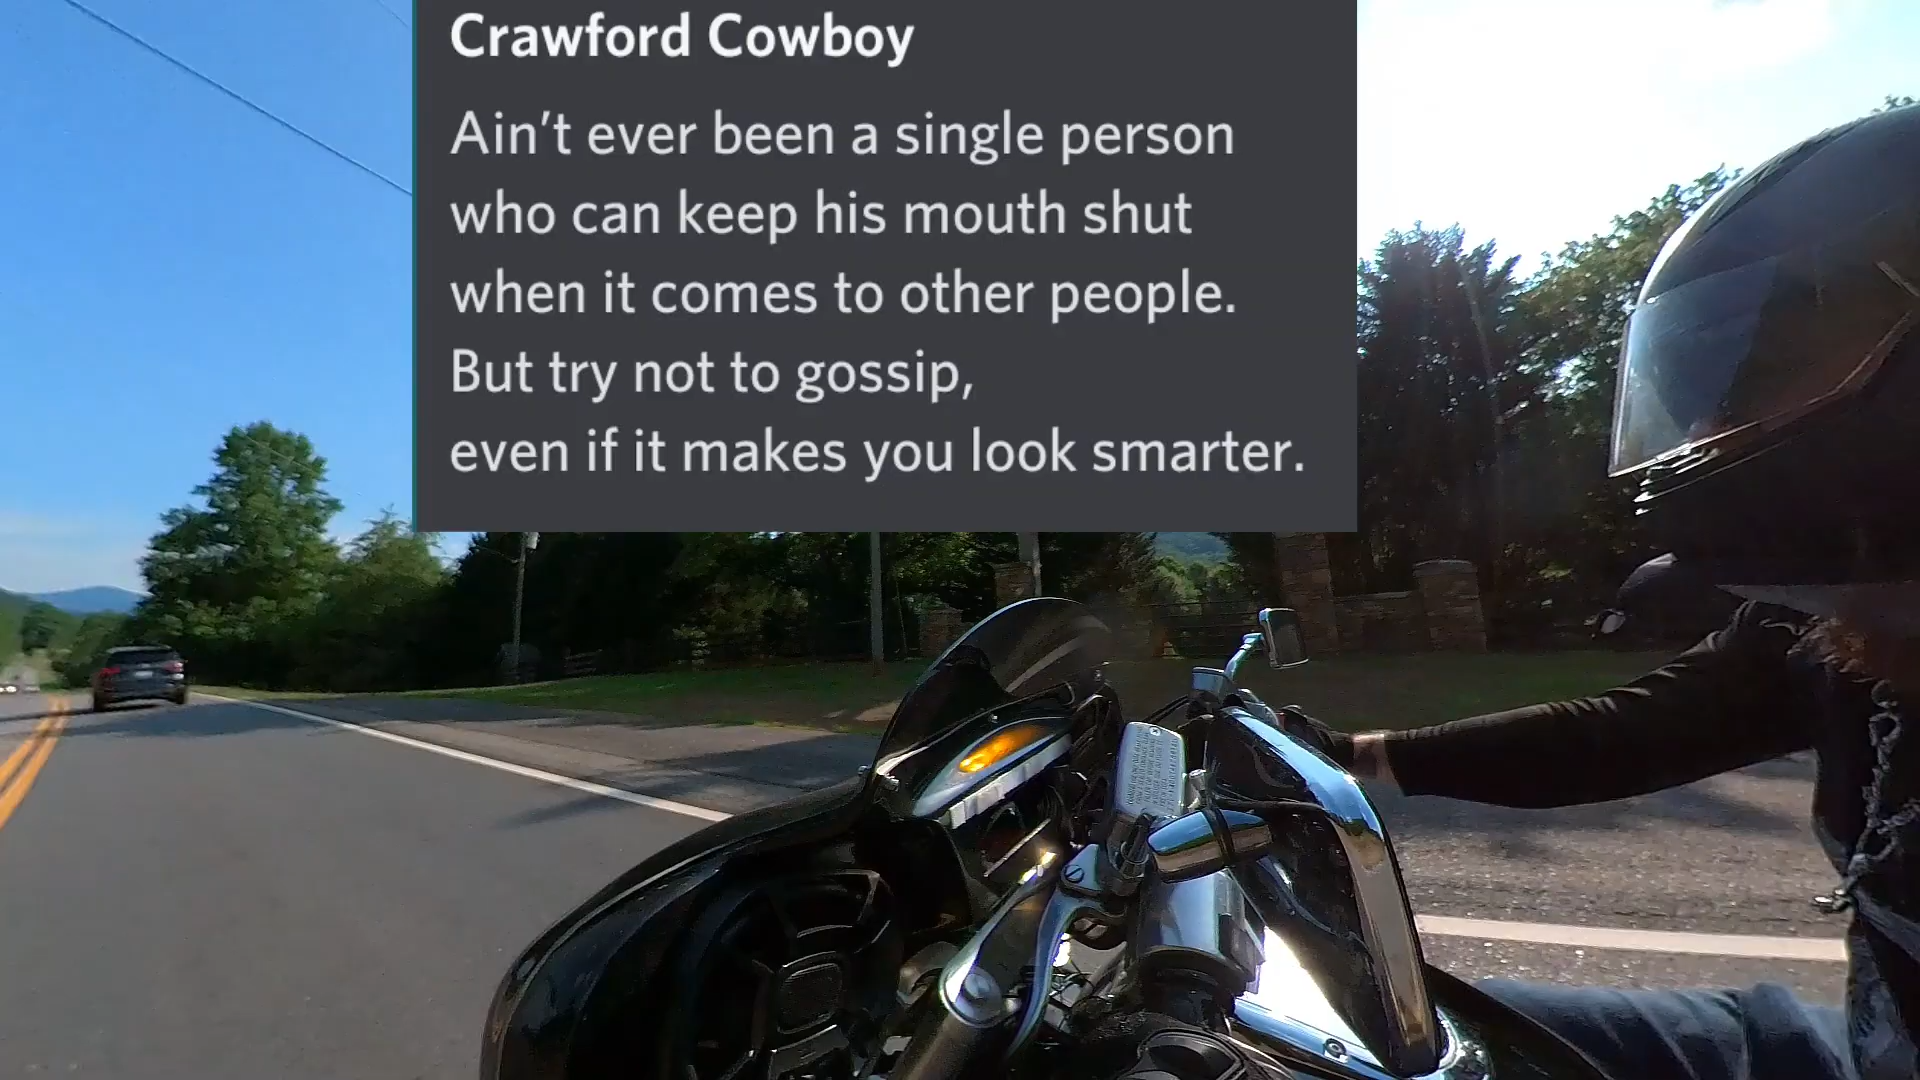 Crawford Cowboy
Ain’t ever been a single person
who can keep his mouth shut
when it comes to other people.
But try not to gossip,
even if it makes you look smarter.